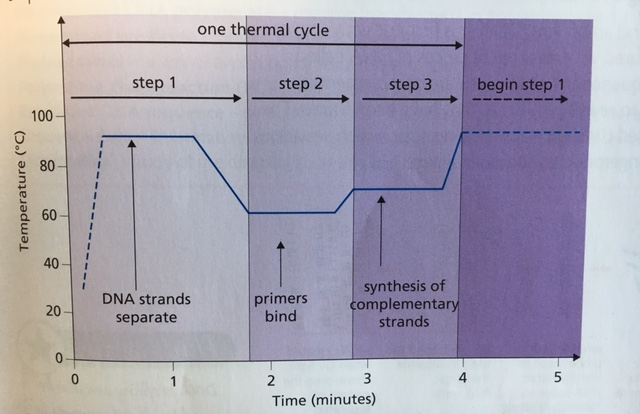 one thermal cycle
step 1
step 2
step 3
begin step 1
Temperature (°C)
100
80
60
40
20
0
DNA strands
separate
primers
bind
synthesis of
complementary
strands
0
1
2
3
4
5
Time (minutes)